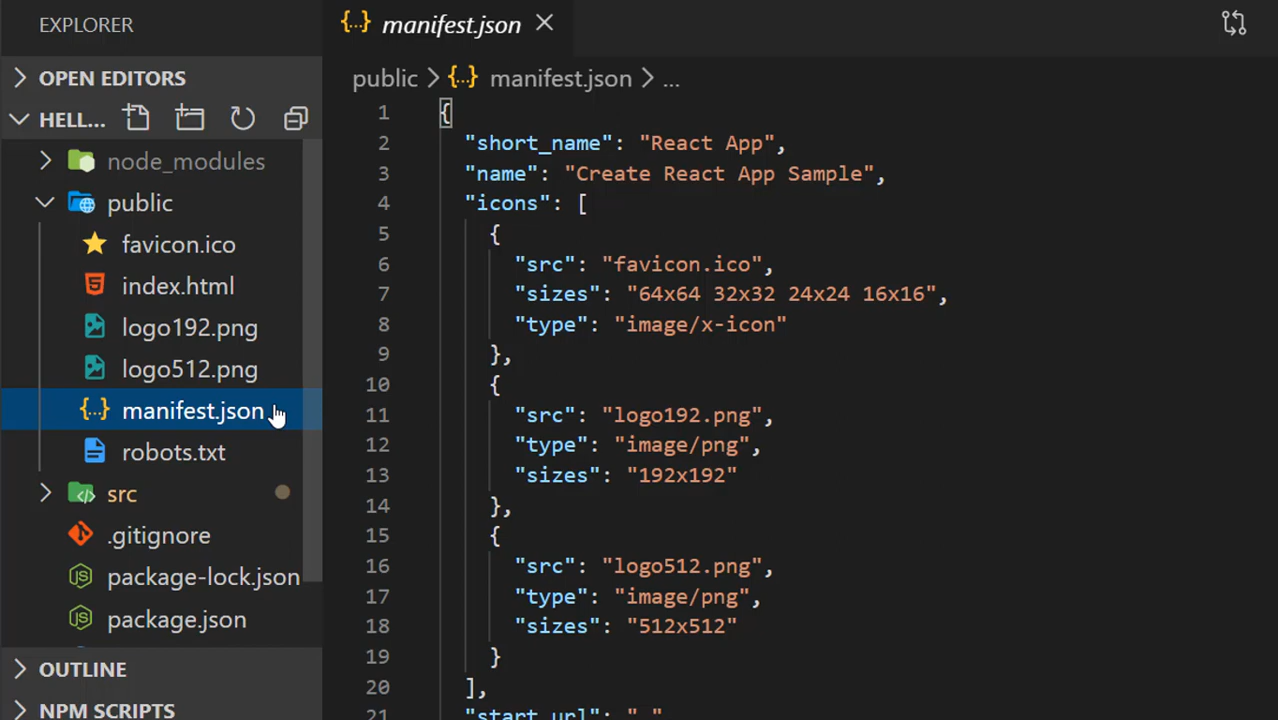 EXPLORER
OPEN EDITORS
HELL...
node_modules
public
favicon.ico
index.html
logo192.png
logo512.png
manifest.json
robots.txt
src
.gitignore
package-lock.json
package.json
OUTLINE
NPM SCRIPTS
manifest.json
public > manifest.json > ...
1 {
2 "short_name": "React App",
3 "name": "Create React App Sample",
4 "icons": [
5 {
6 "src": "favicon.ico",
7 "sizes": "64x64 32x32 24x24 16x16",
8 "type": "image/x-icon"
9 },
10 {
11 "src": "logo192.png",
12 "type": "image/png",
13 "sizes": "192x192"
14 },
15 {
16 "src": "logo512.png",
17 "type": "image/png",
18 "sizes": "512x512"
19 }
20 ],
21 "start_url": "."